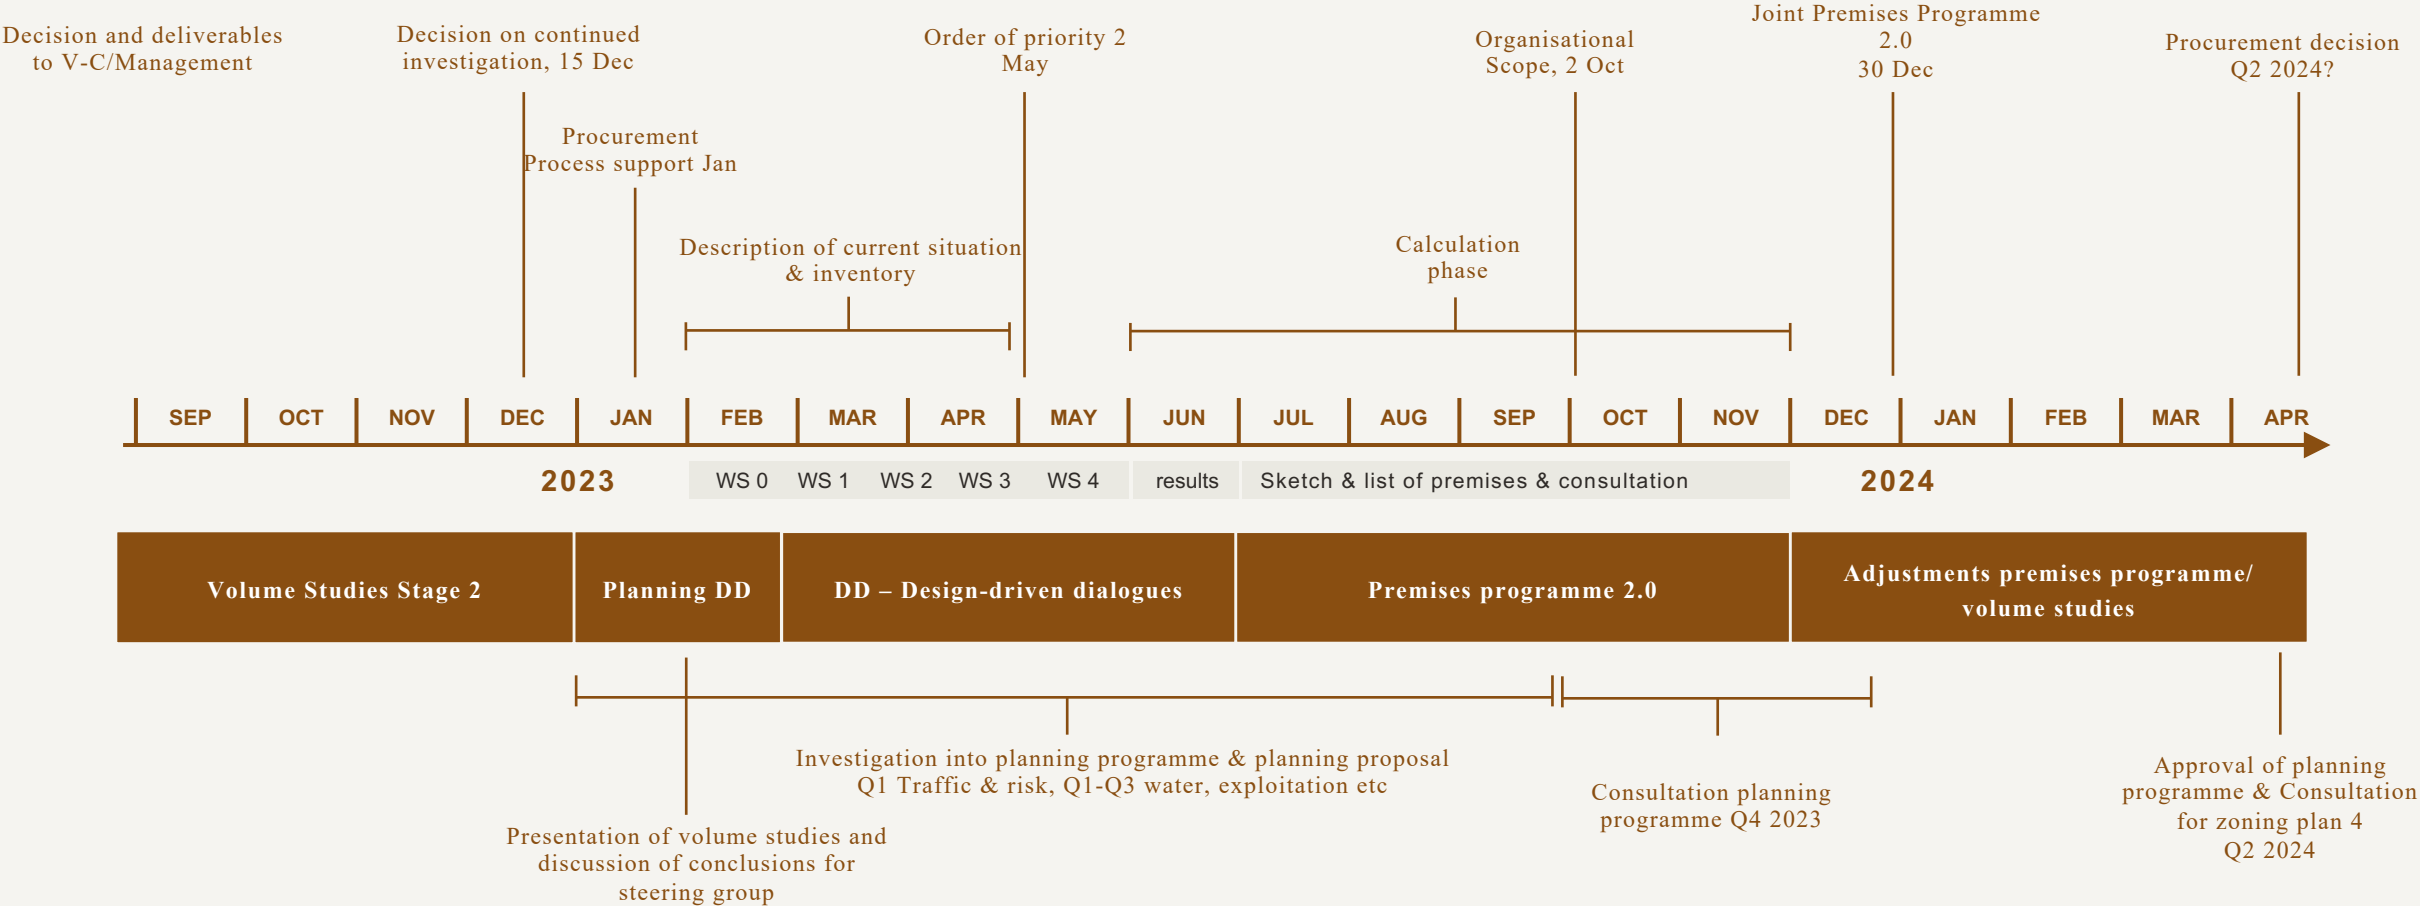 Decision and deliverables
to V-C/Management
Decision on continued
investigation, 15 Dec
Order of priority 2
May
Organisational
Scope, 2 Oct
Joint Premises Programme
2.0
30 Dec
Procurement decision
Q2 2024?
Procurement
Process support Jan
Description of current situation
& inventory
Calculation
phase
SEP OCT NOV DEC JAN FEB MAR APR MAY JUN JUL AUG SEP OCT NOV DEC JAN FEB MAR APR
2023 WS 0 WS 1 WS 2 WS 3 WS 4 results Sketch & list of premises & consultation 2024
Volume Studies Stage 2
Planning DD
DD – Design-driven dialogues
Premises programme 2.0
Adjustments premises programme/
volume studies
Investigation into planning programme & planning proposal
Q1 Traffic & risk, Q1-Q3 water, exploitation etc
Consultation planning
programme Q4 2023
Approval of planning
programme & Consultation
for zoning plan 4
Q2 2024
Presentation of volume studies and
discussion of conclusions for
steering group